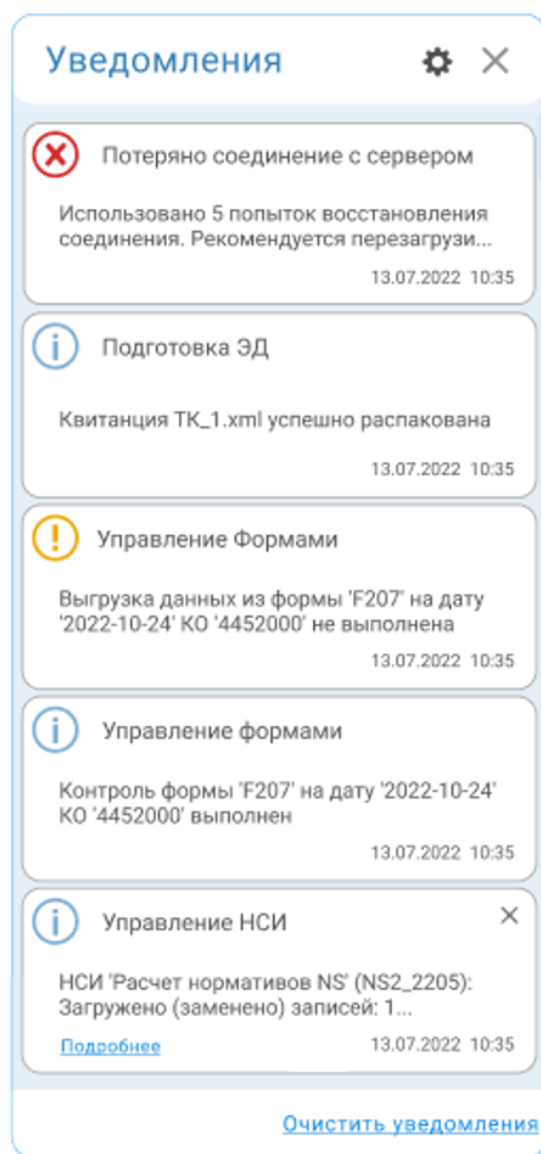 Уведомления
Потеряно соединение с сервером
Использовано 5 попыток восстановления
соединения. Рекомендуется перезагрузи...
13.07.2022 10:35
Подготовка ЭД
Квитанция ТК_1.xml успешно распакована
13.07.2022 10:35
Управление Формами
Выгрузка данных из формы 'F207' на дату
'2022-10-24' КО '4452000' не выполнена
13.07.2022 10:35
Управление формами
Контроль формы 'F207' на дату '2022-10-24'
КО '4452000' выполнен
13.07.2022 10:35
Управление НСИ
НСИ 'Расчет нормативов NS' (NS2_2205):
Загружено (заменено) записей: 1...
Подробнее 13.07.2022 10:35
Очистить уведомления